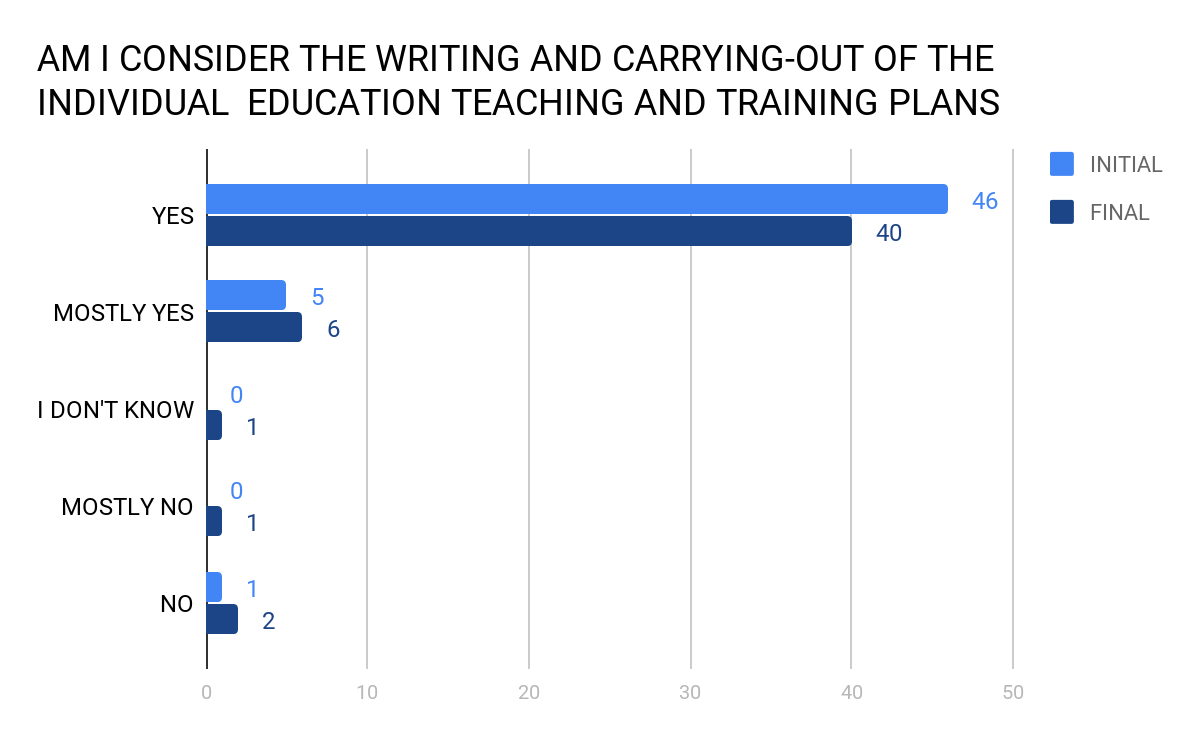 AM I CONSIDER THE WRITING AND CARRYING-OUT OF THE
INDIVIDUAL  EDUCATION TEACHING AND TRAINING PLANS
INITIAL
FINAL
YES
46
40
MOSTLY YES
5
6
I DON'T KNOW
0
1
MOSTLY NO
0
1
NO
1
2
0 10 20 30 40 50